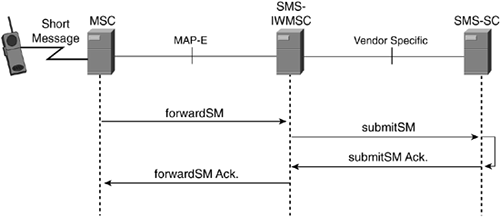 Short
Message
MSC
MAP-E
SMS-
IWMSC
Vendor Specific
SMS-SC
forwardSM
submitSM
submitSM Ack.
forwardSM Ack.